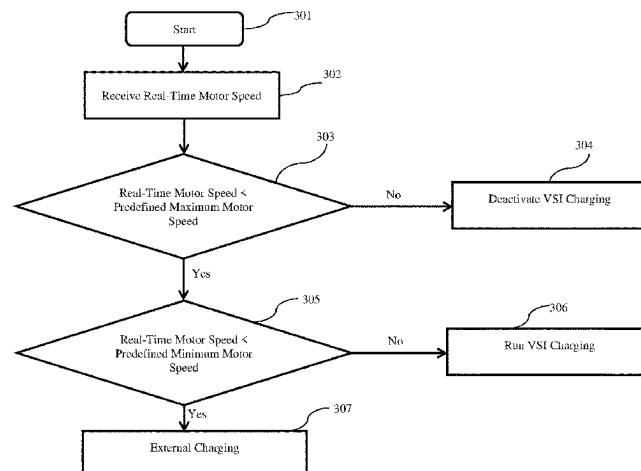 301
Start
302
Receive Real-Time Motor Speed
303
Real-Time Motor Speed <
Predefined Maximum Motor
Speed
No
304
Deactivate VSI Charging
Yes
305
Real-Time Motor Speed <
Predefined Minimum Motor
Speed
No
306
Run VSI Charging
Yes
307
External Charging